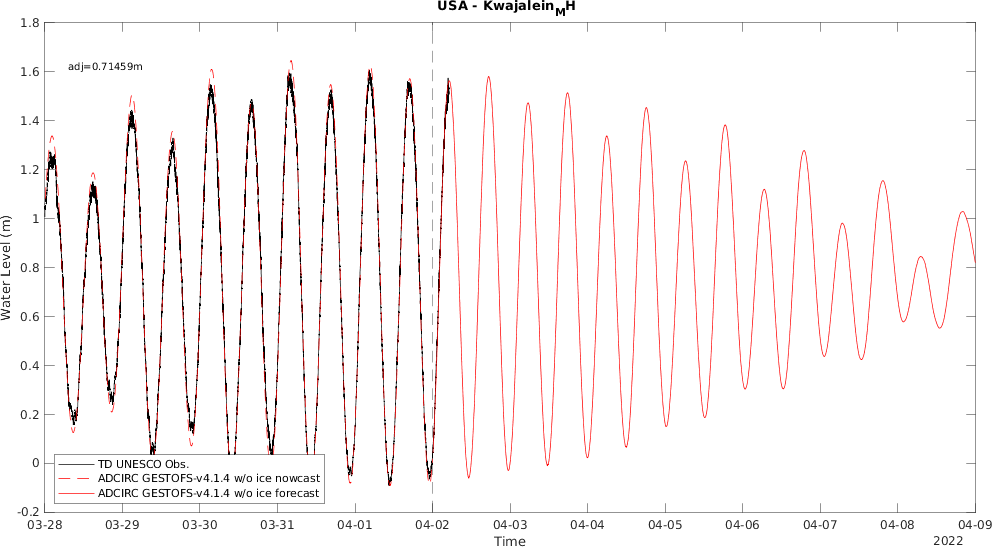 USA - Kwajalein_MH
1.8
1.6
1.4
1.2
1
0.8
0.6
0.4
0.2
0
-0.2
Water Level (m)
adj=0.71459m
TD UNESCO Obs.
ADCIRC GESTOFS-v4.1.4 w/o ice nowcast
ADCIRC GESTOFS-v4.1.4 w/o ice forecast
03-28 03-29 03-30 03-31 04-01 04-02 04-03 04-04 04-05 04-06 04-07 04-08 04-09
Time
2022